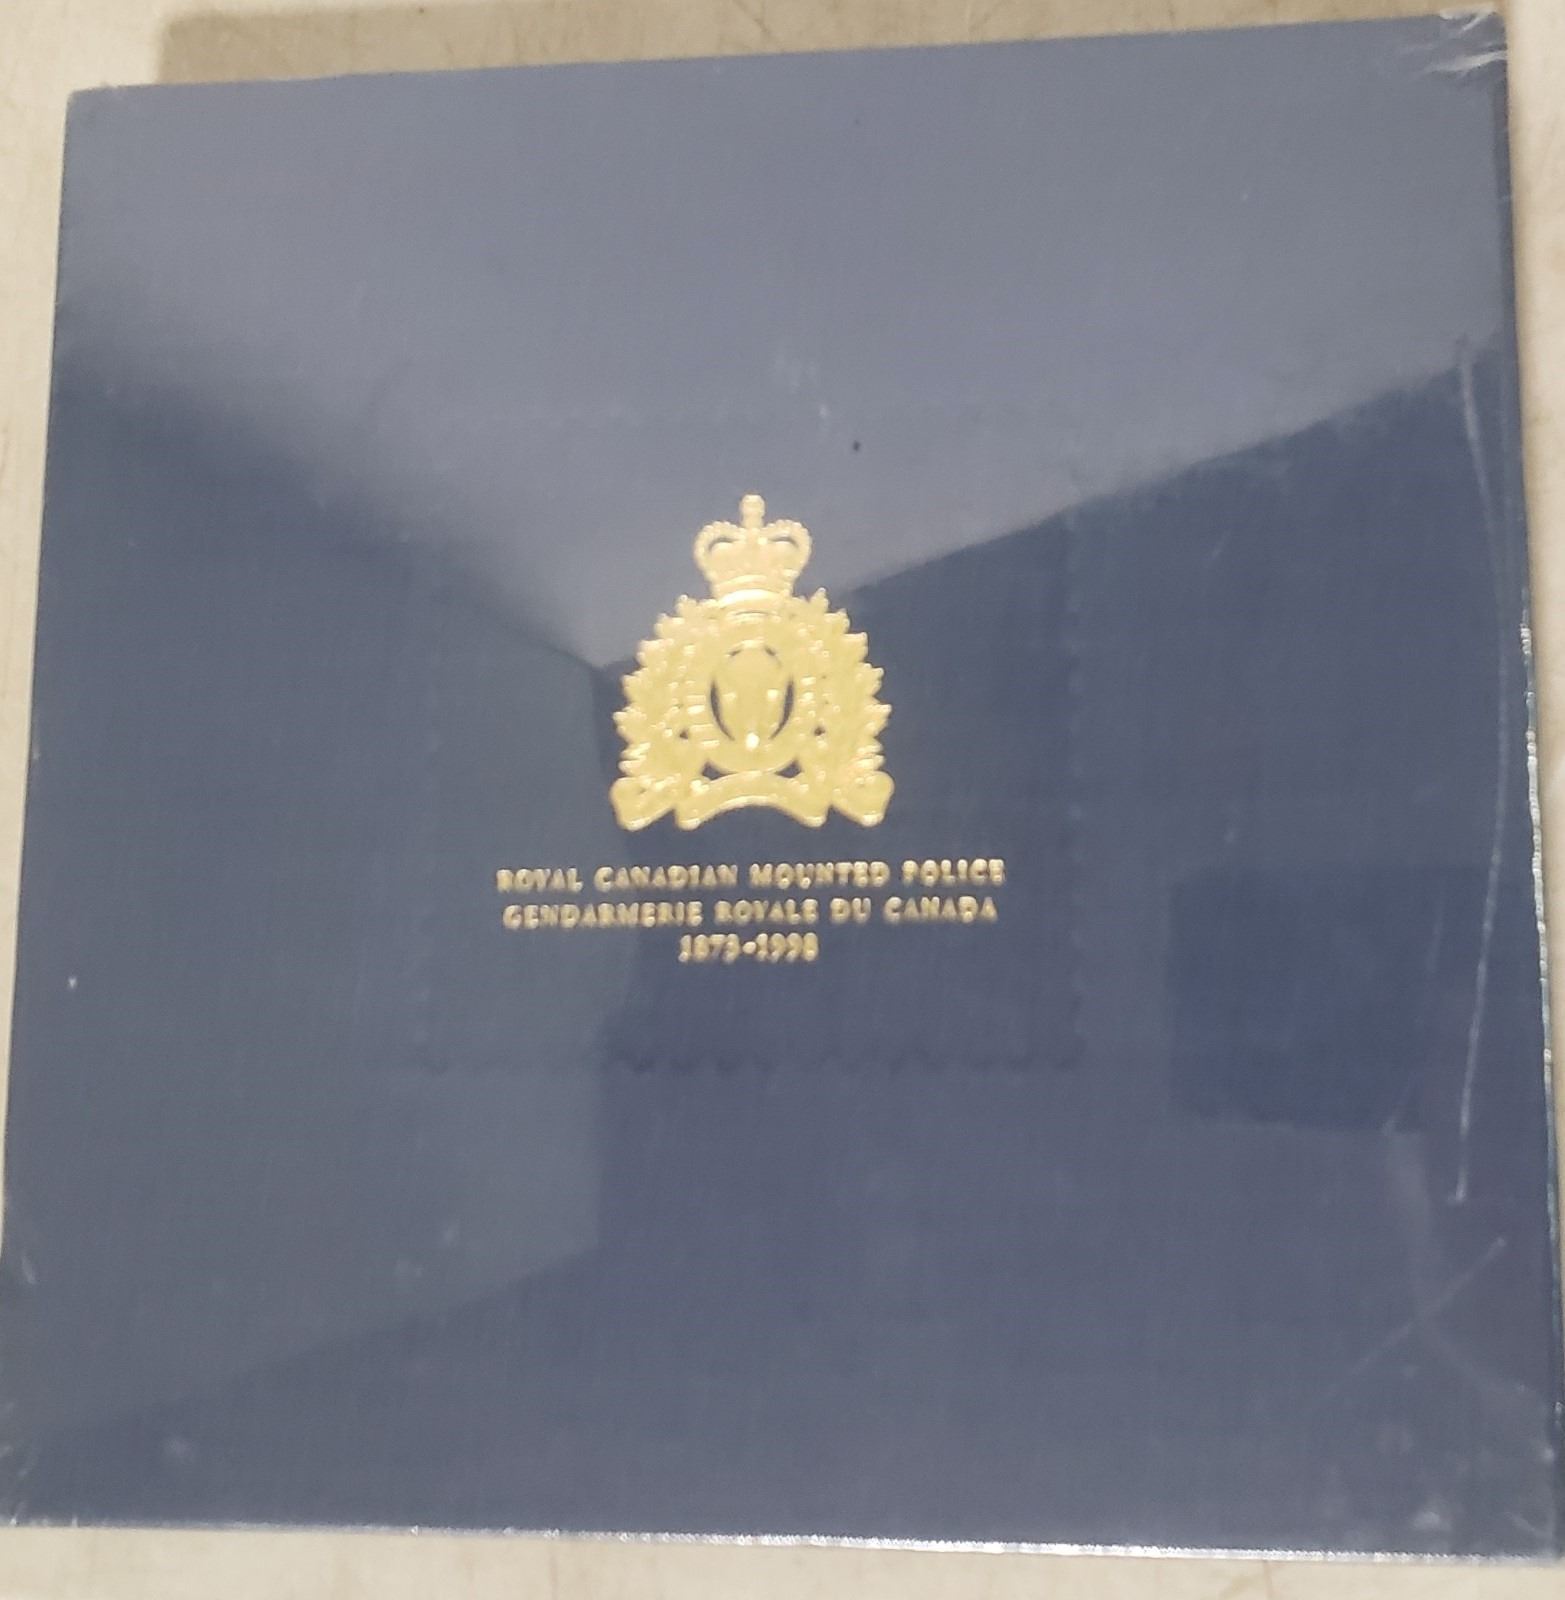 ROYAL CANADIAN MOUNTED POLICE
GENDARMERIE ROYALE DU CANADA
1873-1998